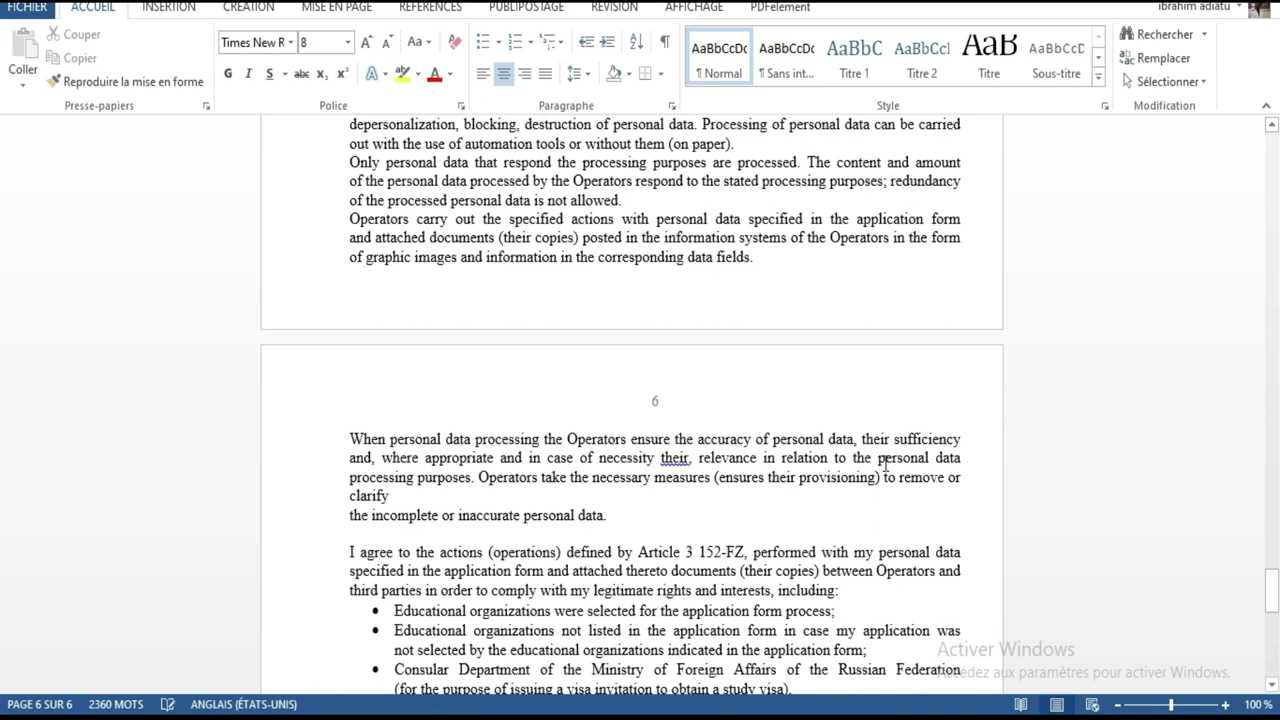 FICHIER ACCUEIL INSERTION CRÉATION MISE EN PAGE RÉFÉRENCES PUBLIPOSTAGE RÉVISION AFFICHAGE PDFelement ibrahim adiatu
Coller
Couper
Copier
Reproduire la mise en forme
Presse-papiers
Times New R 8
Aa
G I S abc x₂ x² A A
Police
Paragraphe
AaBbCcDc AaBbCcDc AaBbC AaBbCcl AaB AaBbCcD
¶ Normal ¶ Sans int... Titre 1 Titre 2 Titre Sous-titre
Style
Rechercher
Remplacer
Sélectionner
Modification
depersonalization, blocking, destruction of personal data. Processing of personal data can be carried
out with the use of automation tools or without them (on paper).
Only personal data that respond the processing purposes are processed. The content and amount
of the personal data processed by the Operators respond to the stated processing purposes; redundancy
of the processed personal data is not allowed.
Operators carry out the specified actions with personal data specified in the application form
and attached documents (their copies) posted in the information systems of the Operators in the form
of graphic images and information in the corresponding data fields.
6
When personal data processing the Operators ensure the accuracy of personal data, their sufficiency
and, where appropriate and in case of necessity their, relevance in relation to the personal data
processing purposes. Operators take the necessary measures (ensures their provisioning) to remove or
clarify
the incomplete or inaccurate personal data.
I agree to the actions (operations) defined by Article 3 152-FZ, performed with my personal data
specified in the application form and attached thereto documents (their copies) between Operators and
third parties in order to comply with my legitimate rights and interests, including:
• Educational organizations were selected for the application form process;
• Educational organizations not listed in the application form in case my application was
not selected by the educational organizations indicated in the application form;
• Consular Department of the Ministry of Foreign Affairs of the Russian Federation
(for the purpose of issuing a visa invitation to obtain a study visa).
Activer Windows
Accédez aux paramètres pour activer Windows.
PAGE 6 SUR 6 2360 MOTS ANGLAIS (ÉTATS-UNIS) 100 %